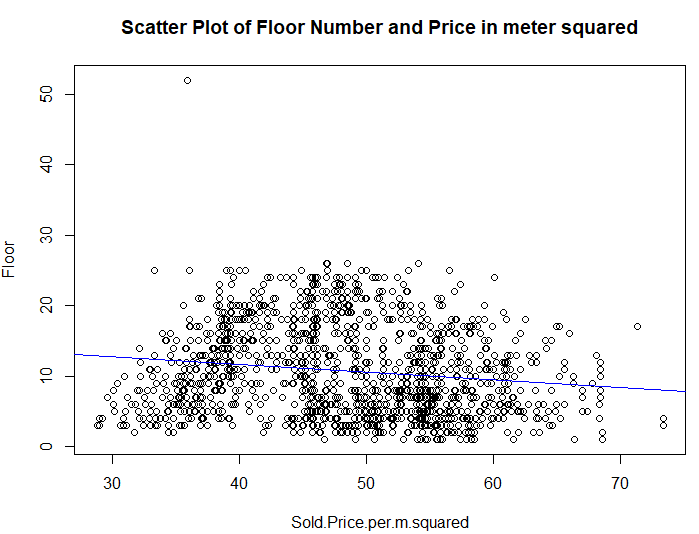 Scatter Plot of Floor Number and Price in meter squared
50
40
30
20
10
0
Floor
30 40 50 60 70
Sold.Price.per.m.squared